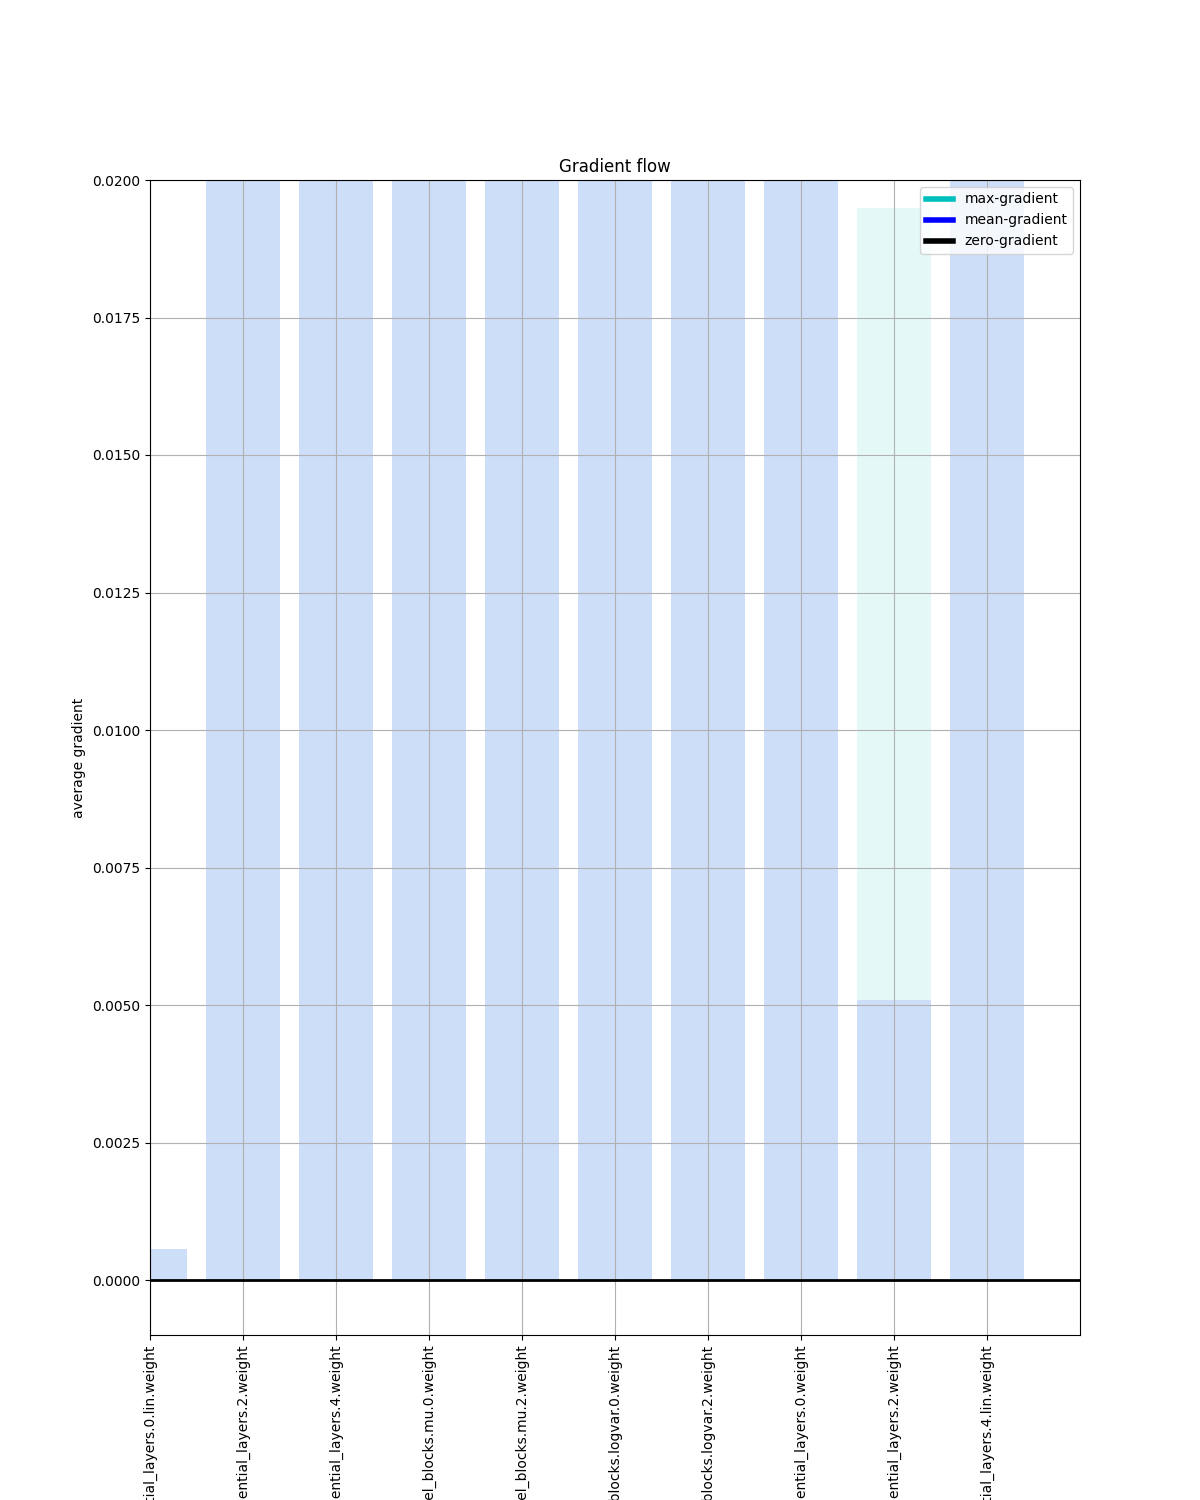 Gradient flow
max-gradient
mean-gradient
zero-gradient
average gradient
0.0200
0.0175
0.0150
0.0125
0.0100
0.0075
0.0050
0.0025
0.0000
tial_layers.0.lin.weight
ential_layers.2.weight
ential_layers.4.weight
el_blocks.mu.0.weight
el_blocks.mu.2.weight
blocks.logvar.0.weight
blocks.logvar.2.weight
ential_layers.0.weight
ential_layers.2.weight
tial_layers.4.lin.weight